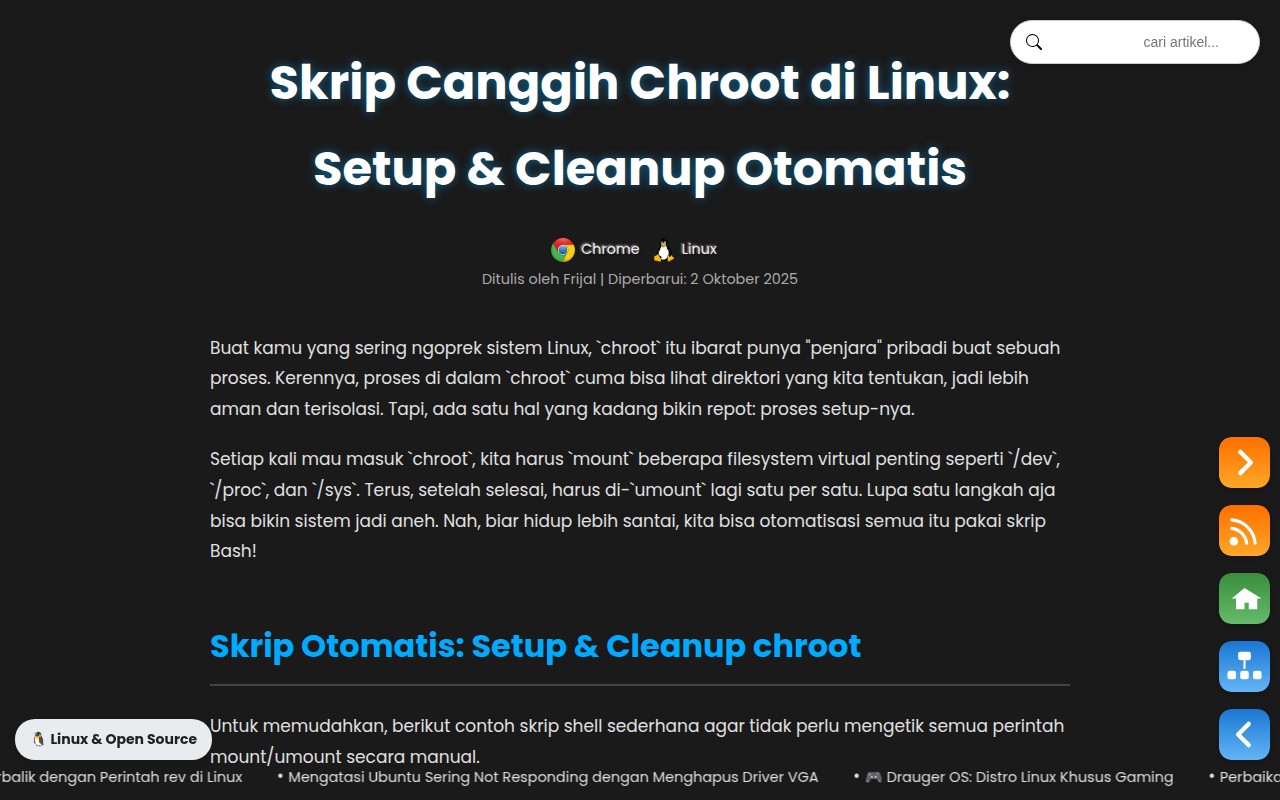 cari artikel...
Skrip Canggih Chroot di Linux:
Setup & Cleanup Otomatis
Chrome Linux
Ditulis oleh Frijal | Diperbarui: 2 Oktober 2025
Buat kamu yang sering ngoprek sistem Linux, `chroot` itu ibarat punya "penjara" pribadi buat sebuah
proses. Kerennya, proses di dalam `chroot` cuma bisa lihat direktori yang kita tentukan, jadi lebih
aman dan terisolasi. Tapi, ada satu hal yang kadang bikin repot: proses setup-nya.
Setiap kali mau masuk `chroot`, kita harus `mount` beberapa filesystem virtual penting seperti `/dev`,
`/proc`, dan `/sys`. Terus, setelah selesai, harus di-`umount` lagi satu per satu. Lupa satu langkah aja
bisa bikin sistem jadi aneh. Nah, biar hidup lebih santai, kita bisa otomatisasi semua itu pakai skrip
Bash!
Skrip Otomatis: Setup & Cleanup chroot
Untuk memudahkan, berikut contoh skrip shell sederhana agar tidak perlu mengetik semua perintah
mount/umount secara manual.
🐧 Linux & Open Source
rbalik dengan Perintah rev di Linux • Mengatasi Ubuntu Sering Not Responding dengan Menghapus Driver VGA • 🎮 Drauger OS: Distro Linux Khusus Gaming • Perbaika